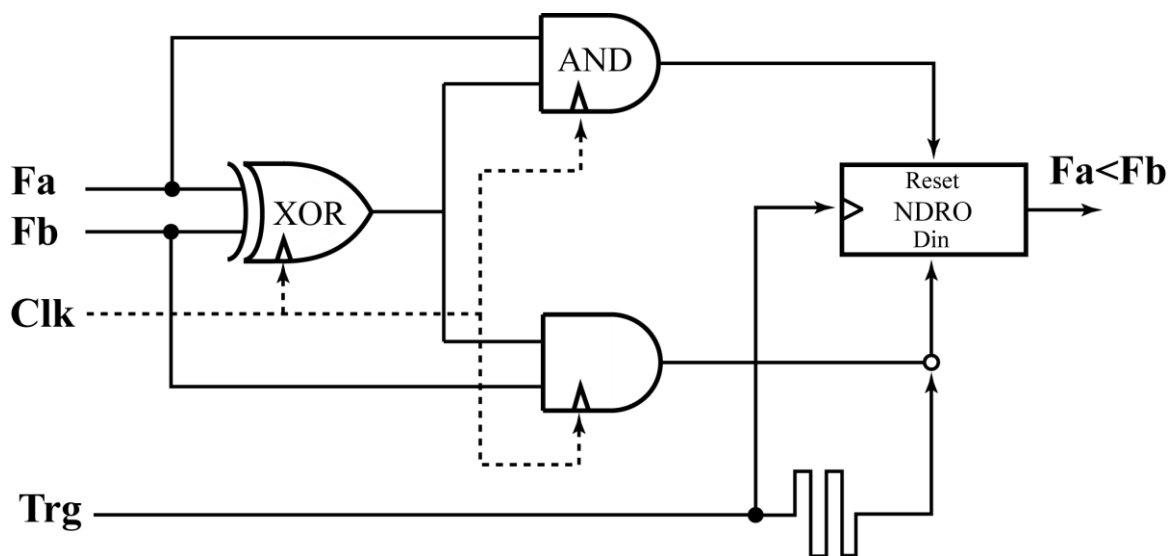 AND
Fa
XOR
Fb
Clk
Reset
NDRO
Din
Fa<Fb
Trg